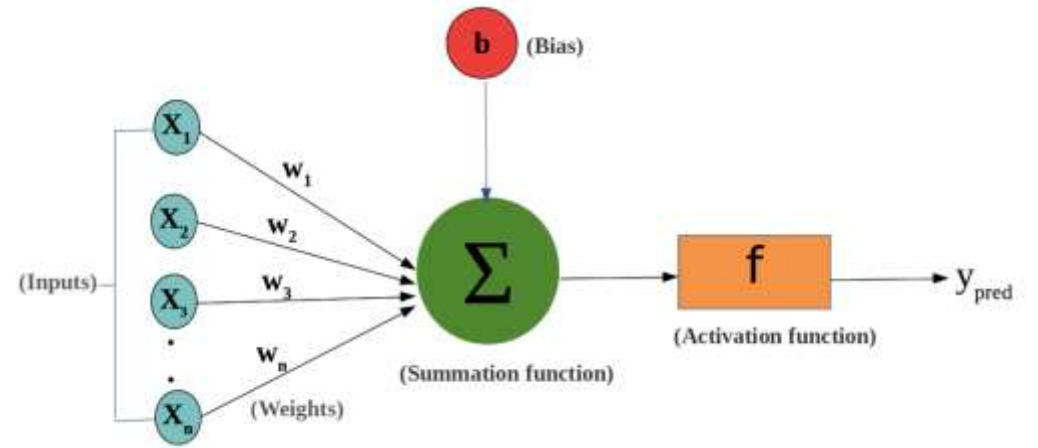 b
(Bias)
X1
w1
X2
w2
(Inputs)
X3
w3
Σ
f
ypred
(Activation function)
(Summation function)
wn
(Weights)
Xn